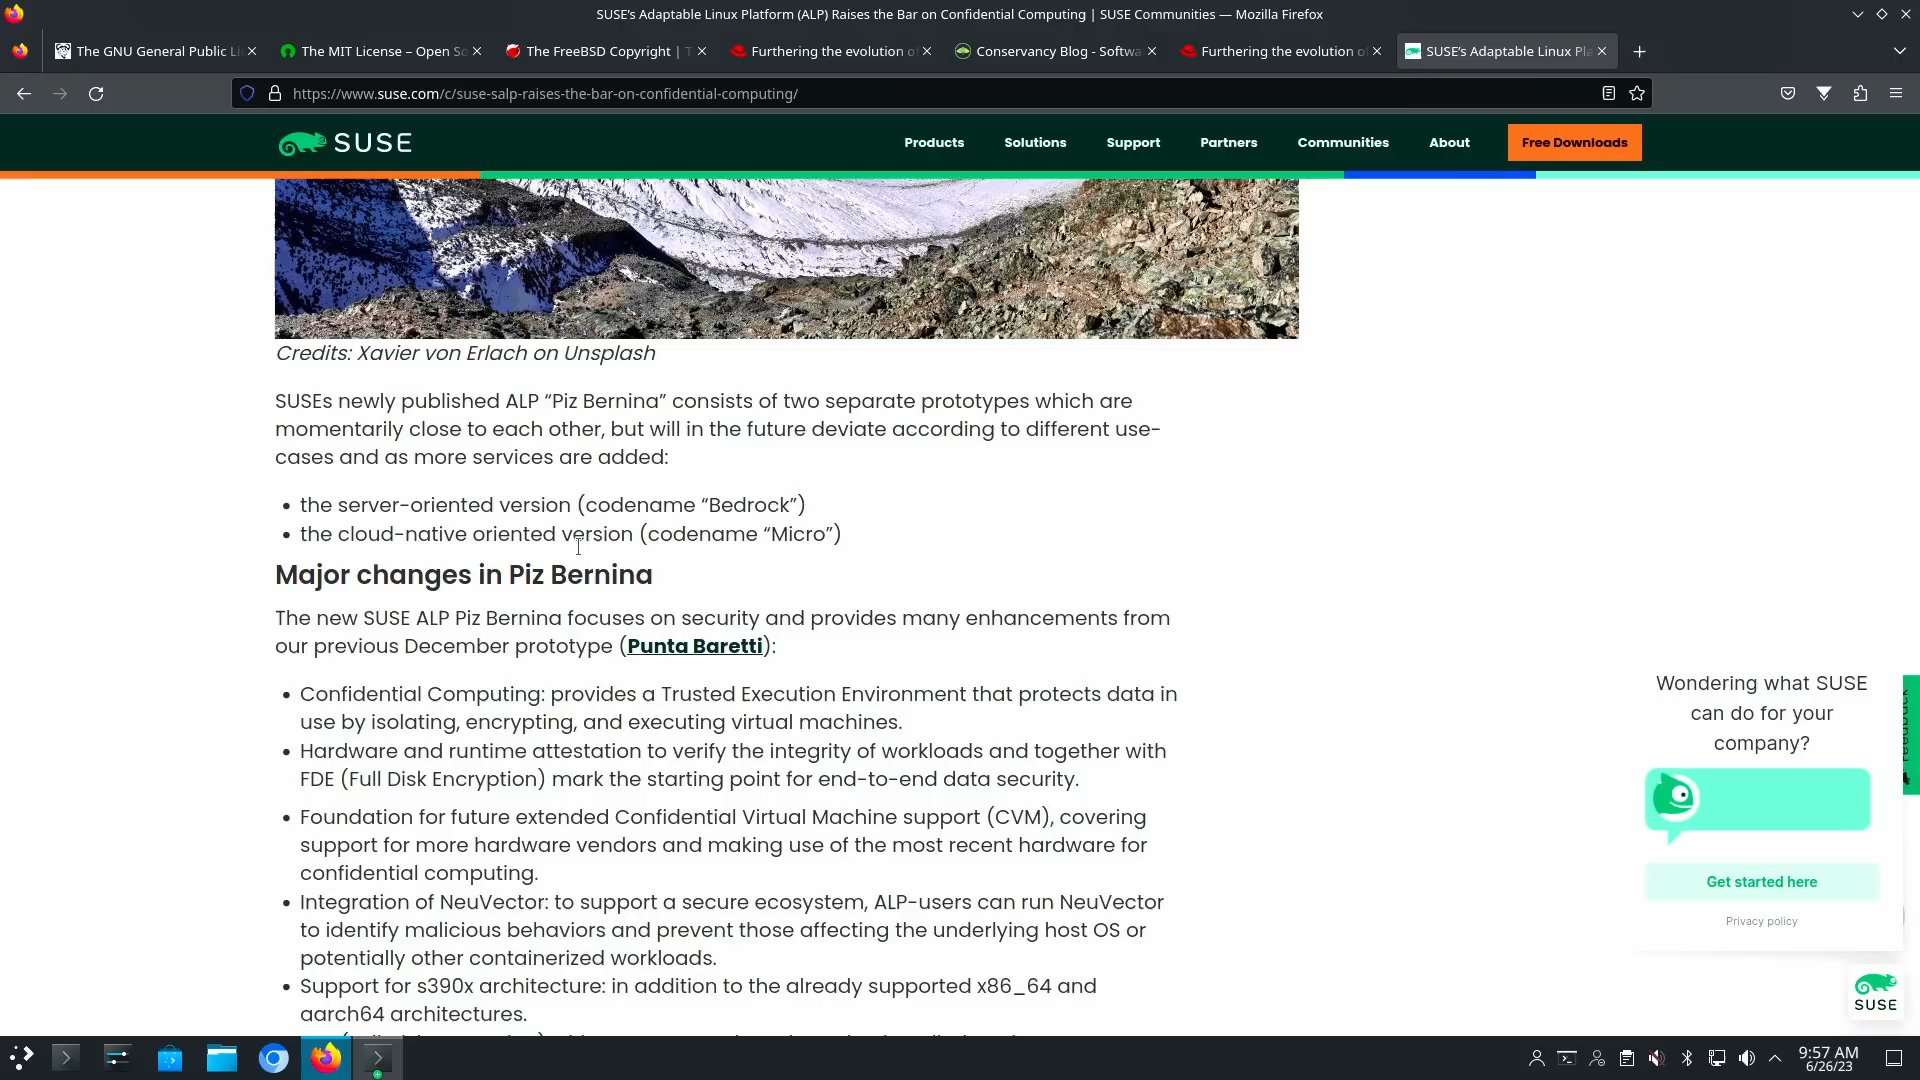 SUSE's Adaptable Linux Platform (ALP) Raises the Bar on Confidential Computing | SUSE Communities — Mozilla Firefox
The GNU General Public Li
The MIT License – Open So
The FreeBSD Copyright | T
Furthering the evolution o
Conservancy Blog - Softwa
Furthering the evolution of
SUSE's Adaptable Linux Pla
https://www.suse.com/c/suse-salp-raises-the-bar-on-confidential-computing/
SUSE
Products
Solutions
Support
Partners
Communities
About
Free Downloads
Credits: Xavier von Erlach on Unsplash
SUSEs newly published ALP “Piz Bernina” consists of two separate prototypes which are
momentarily close to each other, but will in the future deviate according to different use-
cases and as more services are added:
• the server-oriented version (codename “Bedrock”)
• the cloud-native oriented version (codename “Micro”)
Major changes in Piz Bernina
The new SUSE ALP Piz Bernina focuses on security and provides many enhancements from
our previous December prototype (Punta Baretti):
• Confidential Computing: provides a Trusted Execution Environment that protects data in
use by isolating, encrypting, and executing virtual machines.
• Hardware and runtime attestation to verify the integrity of workloads and together with
FDE (Full Disk Encryption) mark the starting point for end-to-end data security.
• Foundation for future extended Confidential Virtual Machine support (CVM), covering
support for more hardware vendors and making use of the most recent hardware for
confidential computing.
• Integration of NeuVector: to support a secure ecosystem, ALP-users can run NeuVector
to identify malicious behaviors and prevent those affecting the underlying host OS or
potentially other containerized workloads.
• Support for s390x architecture: in addition to the already supported x86_64 and
aarch64 architectures.
Wondering what SUSE
can do for your
company?
Get started here
Privacy policy
Feedback
SUSE
9:57 AM
6/26/23